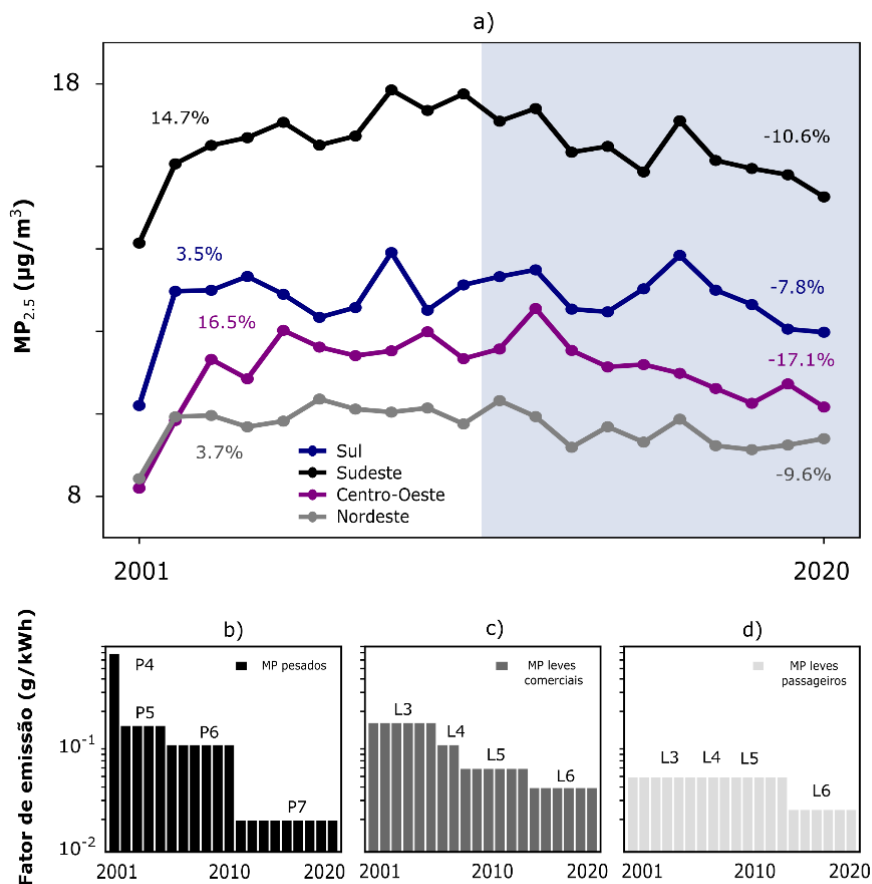 a)
18
14.7%
-10.6%
3.5%
-7.8%
16.5%
-17.1%
3.7%
-9.6%
MP2.5 (µg/m³)
Sul
Sudeste
Centro-Oeste
Nordeste
8
2001
2020
Fator de emissão (g/kWh)
b)
P4
MP pesados
P5
P6
P7
10⁻¹
10⁻²
2001
2010
2020
c)
MP leves
comerciais
L3
L4
L5
L6
2001
2010
2020
d)
MP leves
passageiros
L3 L4 L5
L6
2001
2010
2020